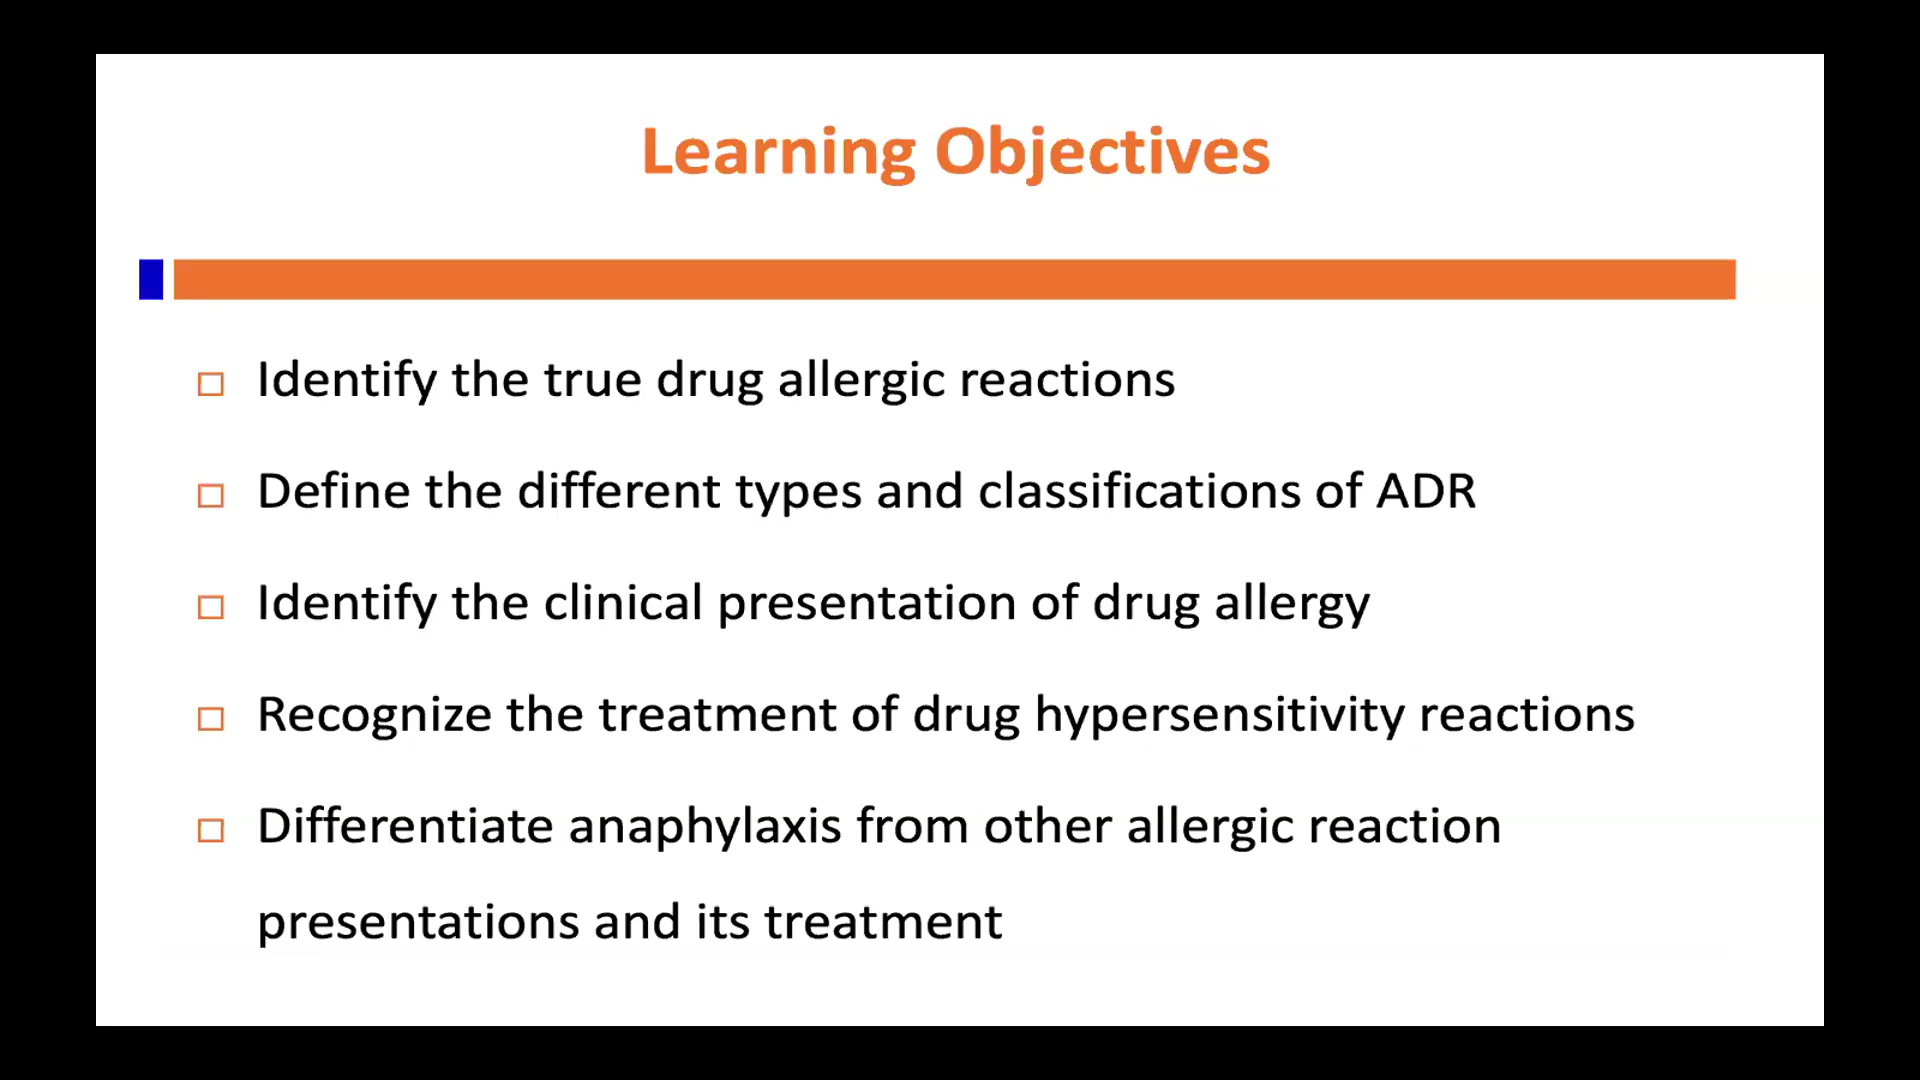 Learning Objectives
Identify the true drug allergic reactions
Define the different types and classifications of ADR
Identify the clinical presentation of drug allergy
Recognize the treatment of drug hypersensitivity reactions
Differentiate anaphylaxis from other allergic reaction
presentations and its treatment